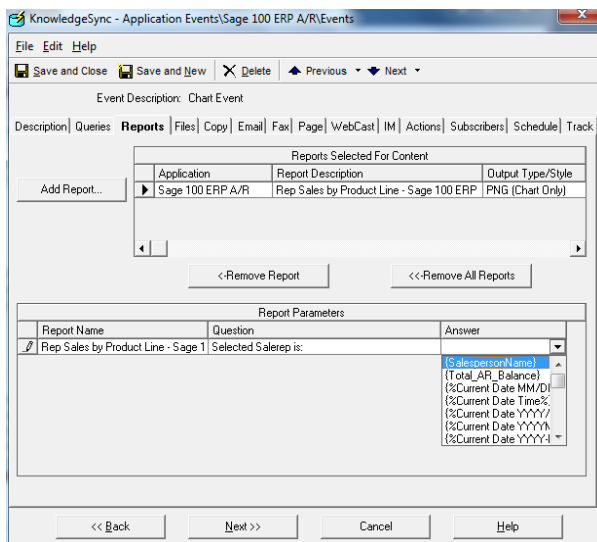 KnowledgeSync - Application Events\Sage 100 ERP A/R\Events
File Edit Help
Save and Close Save and New Delete Previous Next
Event Description: Chart Event
Description Queries Reports Files Copy Email Fax Page WebCast IM Actions Subscribers Schedule Track
Reports Selected For Content
Application Report Description Output Type/Style
Add Report... Sage 100 ERP A/R Rep Sales by Product Line - Sage 100 ERP PNG (Chart Only)
<-Remove Report <<-Remove All Reports
Report Parameters
Report Name Question Answer
Rep Sales by Product Line - Sage 1 Selected Salerep is:
{SalespersonName}
{Total_AR_Balance}
{%Current Date MM/DI
{%Current Date Time%}
{%Current Date YYYY/
{%Current Date YYYYM
{%Current Date YYYY-I
<< Back Next >> Cancel Help